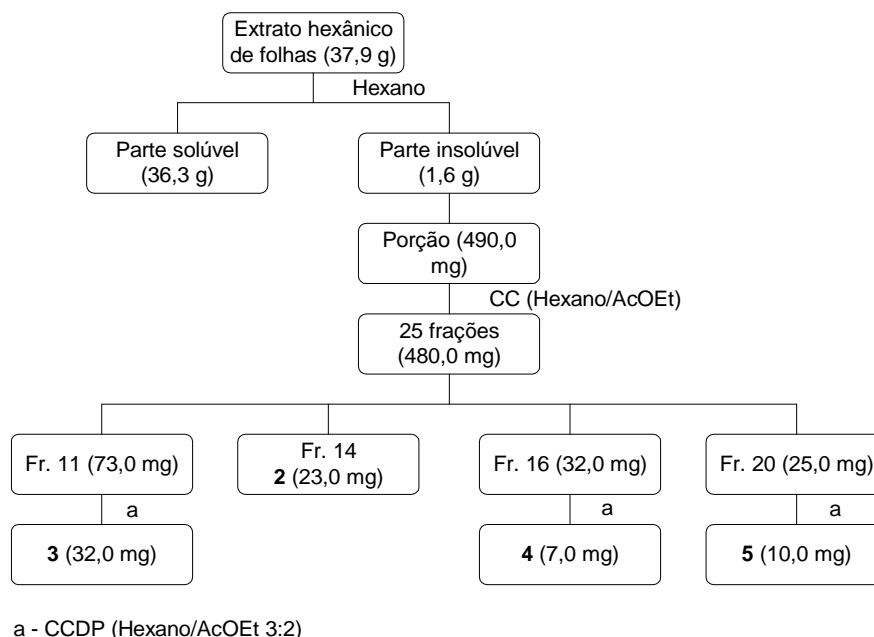 Extrato hexânico
de folhas (37,9 g)
Hexano
Parte solúvel
(36,3 g)
Parte insolúvel
(1,6 g)
Porção (490,0
mg)
CC (Hexano/AcOEt)
25 frações
(480,0 mg)
Fr. 11 (73,0 mg)
Fr. 14
2 (23,0 mg)
Fr. 16 (32,0 mg)
Fr. 20 (25,0 mg)
a
a
a
3 (32,0 mg)
4 (7,0 mg)
5 (10,0 mg)
a - CCDP (Hexano/AcOEt 3:2)